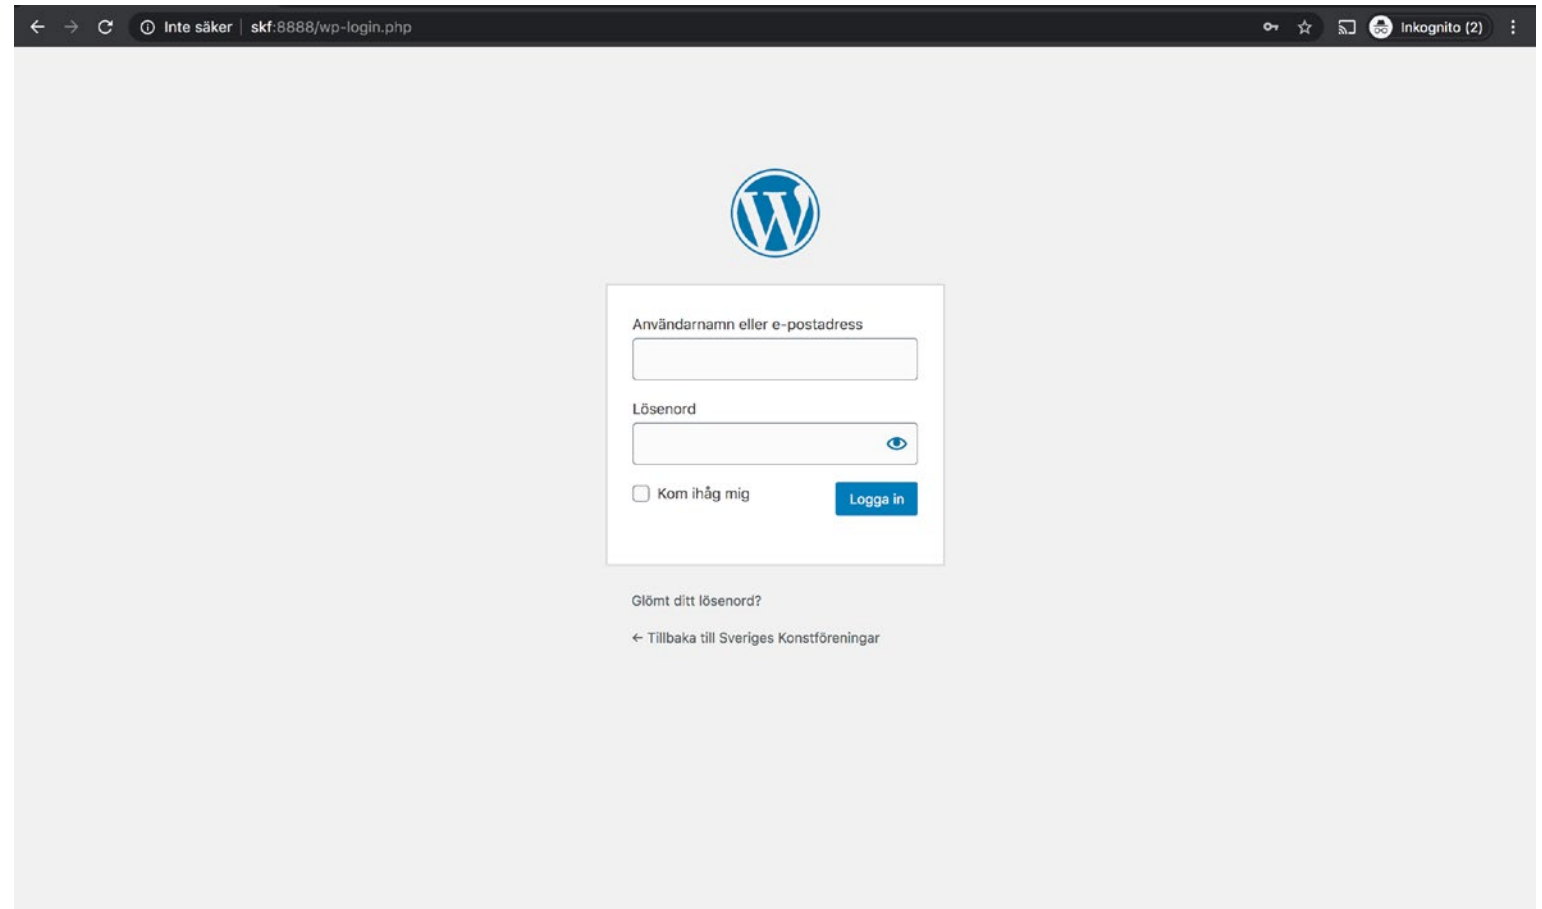 Inte säker | skf:8888/wp-login.php Inkognito (2)
Användarnamn eller e-postadress
Lösenord
Kom ihåg mig Logga in
Glömt ditt lösenord?
← Tillbaka till Sveriges Konstföreningar